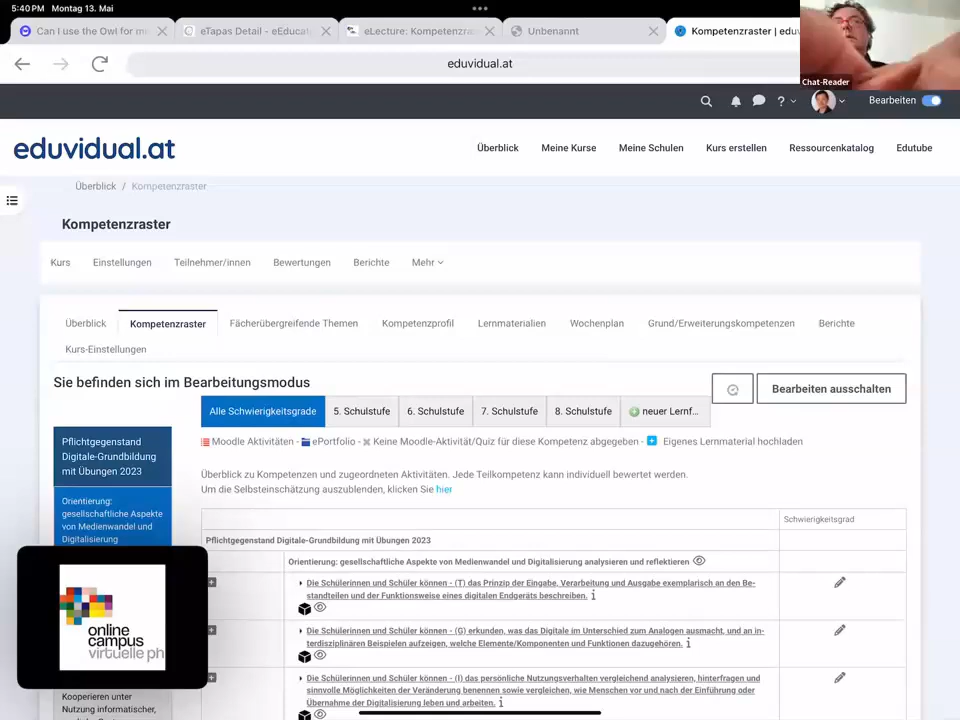 5:40 PM Montag 13. Mai
Can I use the Owl for m
eTapas Detail - eEducat
eLecture: Kompetenzras
Unbenannt
Kompetenzraster | eduv
eduvidual.at
Chat-Reader
Bearbeiten
eduvidual.at
Überblick
Meine Kurse
Meine Schulen
Kurs erstellen
Ressourcenkatalog
Edutube
Überblick / Kompetenzraster
Kompetenzraster
Kurs
Einstellungen
Teilnehmer/innen
Bewertungen
Berichte
Mehr
Überblick
Kompetenzraster
Fächerübergreifende Themen
Kompetenzprofil
Lernmaterialien
Wochenplan
Grund/Erweiterungskompetenzen
Berichte
Kurs-Einstellungen
Sie befinden sich im Bearbeitungsmodus
Bearbeiten ausschalten
Alle Schwierigkeitsgrade
5. Schulstufe
6. Schulstufe
7. Schulstufe
8. Schulstufe
neuer Lernf...
Moodle Aktivitäten - ePortfolio - Keine Moodle-Aktivität/Quiz für diese Kompetenz abgegeben - Eigenes Lernmaterial hochladen
Pflichtgegenstand
Digitale-Grundbildung
mit Übungen 2023
Orientierung:
gesellschaftliche Aspekte
von Medienwandel und
Digitalisierung
Überblick zu Kompetenzen und zugeordneten Aktivitäten. Jede Teilkompetenz kann individuell bewertet werden.
Um die Selbsteinschätzung auszublenden, klicken Sie hier
Schwierigkeitsgrad
Pflichtgegenstand Digitale-Grundbildung mit Übungen 2023
Orientierung: gesellschaftliche Aspekte von Medienwandel und Digitalisierung analysieren und reflektieren
Die Schülerinnen und Schüler können - (T) das Prinzip der Eingabe, Verarbeitung und Ausgabe exemplarisch an den Be-
standteilen und der Funktionsweise eines digitalen Endgeräts beschreiben.
Die Schülerinnen und Schüler können - (G) erkunden, was das Digitale im Unterschied zum Analogen ausmacht, und an in-
terdisziplinären Beispielen aufzeigen, welche Elemente/Komponenten und Funktionen dazugehören.
Die Schülerinnen und Schüler können - (I) das persönliche Nutzungsverhalten vergleichend analysieren, hinterfragen und
sinnvolle Möglichkeiten der Veränderung benennen sowie vergleichen, wie Menschen vor und nach der Einführung oder
Übernahme der Digitalisierung leben und arbeiten.
online
campus
virtuelle ph
Kooperieren unter
Nutzung informatischer,